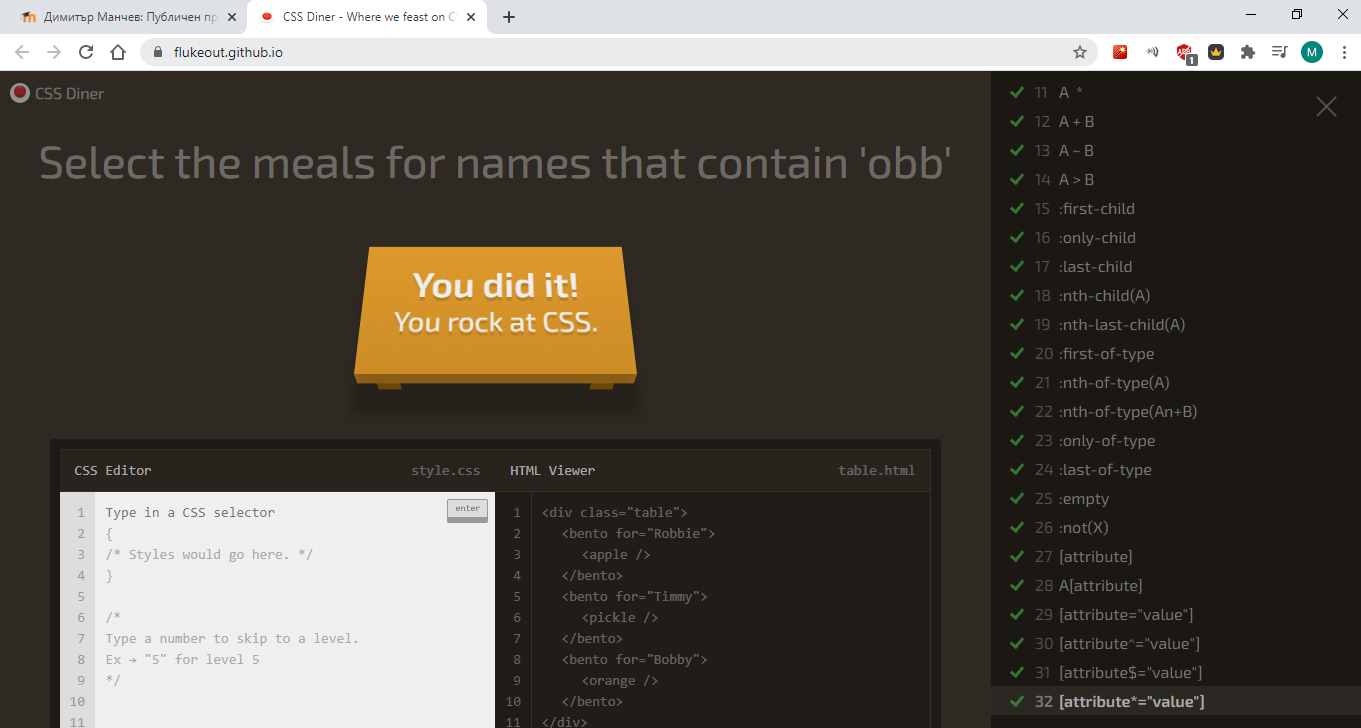 Димитър Манчев: Публичен пр
CSS Diner - Where we feast on C
flukeout.github.io
ABP
1
M
CSS Diner
Select the meals for names that contain 'obb'
You did it!
You rock at CSS.
CSS Editor
style.css
1 Type in a CSS selector
enter
2 {
3 /* Styles would go here. */
4 }
5
6 /*
7 Type a number to skip to a level.
8 Ex → "5" for level 5
9 */
10
11
HTML Viewer
table.html
1 <div class="table">
2 <bento for="Robbie">
3 <apple />
4 </bento>
5 <bento for="Timmy">
6 <pickle />
7 </bento>
8 <bento for="Bobby">
9 <orange />
10 </bento>
11 </div>
11 A *
12 A + B
13 A ~ B
14 A > B
15 :first-child
16 :only-child
17 :last-child
18 :nth-child(A)
19 :nth-last-child(A)
20 :first-of-type
21 :nth-of-type(A)
22 :nth-of-type(An+B)
23 :only-of-type
24 :last-of-type
25 :empty
26 :not(X)
27 [attribute]
28 A[attribute]
29 [attribute="value"]
30 [attribute^="value"]
31 [attribute$="value"]
32 [attribute*="value"]